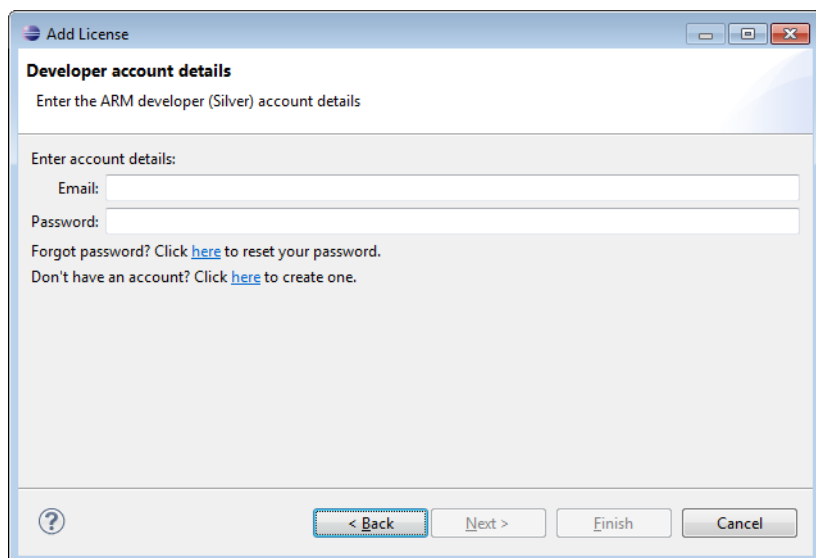 Add License
Developer account details
Enter the ARM developer (Silver) account details
Enter account details:
Email:
Password:
Forgot password? Click here to reset your password.
Don't have an account? Click here to create one.
? < Back Next > Finish Cancel